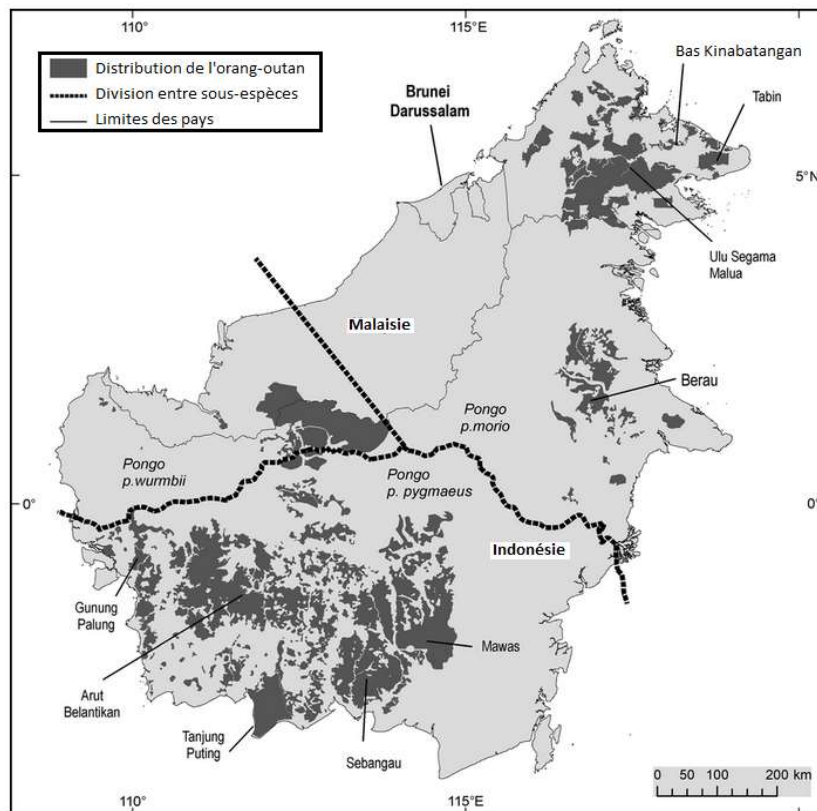 110°
115°
Distribution de l'orang-outan
Division entre sous-espèces
Limites des pays
Brunei
Darussalam
Bas Kinabatangan
Tabin
5°N
Ulu Segama
Malua
Malaisie
Berau
Pongo
p.morio
Pongo
p.wurmbii
Pongo
p. pygmaeus
0°
0°
Indonésie
Gunung
Palung
Mawas
Arut
Belantikan
Tanjung
Puting
Sebangau
0 50 100 200 km
110°
115°